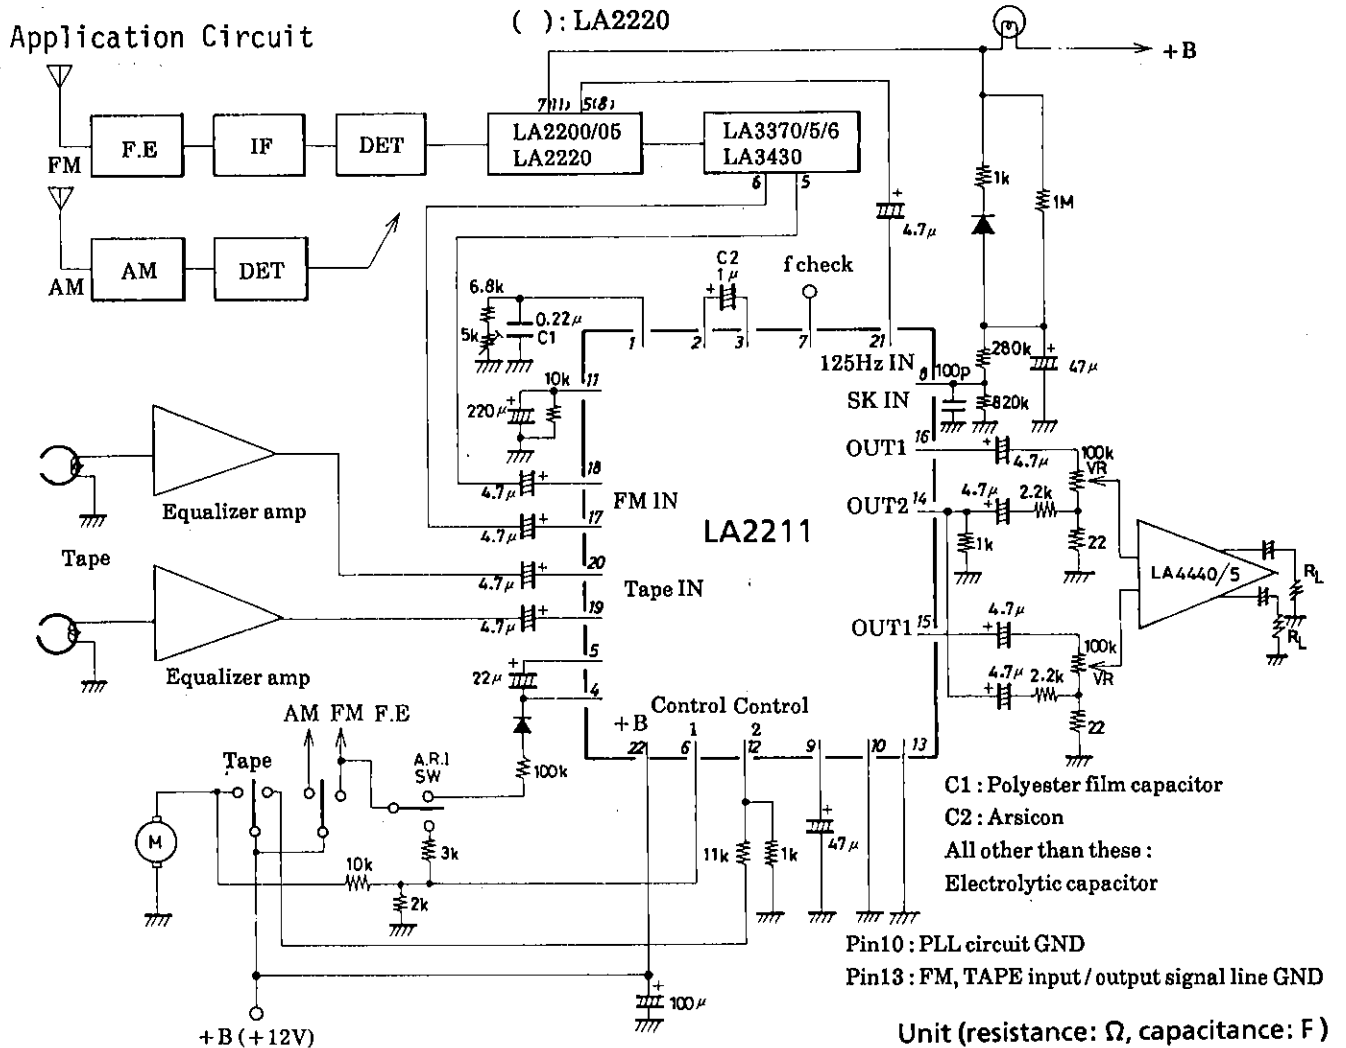 Application Circuit
( ) : LA2220
+B
7(11) 5(8)
FM
F.E
IF
DET
LA2200/05
LA2220
LA3370/5/6
LA3430
6 5
AM
AM
DET
1k
1M
+
4.7μ
C2
1μ
+
f check
6.8k
5k
0.22μ
C1
1 2 3 7 21
125Hz IN
8 100p
280k
+
47μ
820k
SK IN
10k
11
220μ
+
16
OUT1
+
4.7μ
100k
VR
18
4.7μ +
FM IN
17
4.7μ +
14
OUT2
4.7μ
+
2.2k
1k
22
LA2211
Equalizer amp
Tape
20
4.7μ +
Tape IN
19
4.7μ +
LA4440/5
RL
RL
15
OUT1
4.7μ
+
100k
VR
4.7μ
+
2.2k
22
Equalizer amp
5
+
22μ
4
Control Control
+B 1 2
22 6 12 9 10 13
AM FM F.E
Tape
A.R.I
SW
100k
M
3k
10k
2k
11k
1k
+
47μ
C1 : Polyester film capacitor
C2 : Arsicon
All other than these :
Electrolytic capacitor
Pin10 : PLL circuit GND
Pin13 : FM, TAPE input / output signal line GND
+
100μ
+B (+12V)
Unit (resistance: Ω, capacitance: F)